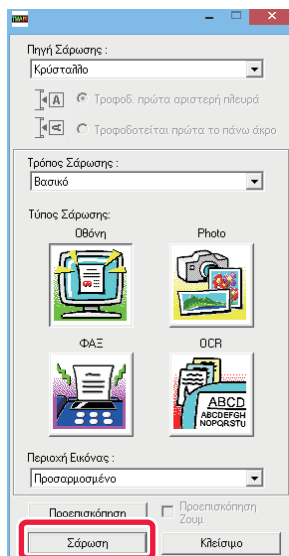 Πηγή Σάρωσης :
Κρύσταλλο
A
Τροφοδ. πρώτα αριστερή πλευρά
A
Τροφοδοτείται πρώτα το πάνω άκρο
Τρόπος Σάρωσης :
Βασικό
Τύπος Σάρωσης:
Οθόνη Photo
ΦΑΞ OCR
ABCD
ABCDEFGH
NOPQRSTU
Περιοχή Εικόνας :
Προσαρμοσμένο
Προεπισκόπηση Προεπισκόπηση
Ζουμ
Σάρωση Κλείσιμο